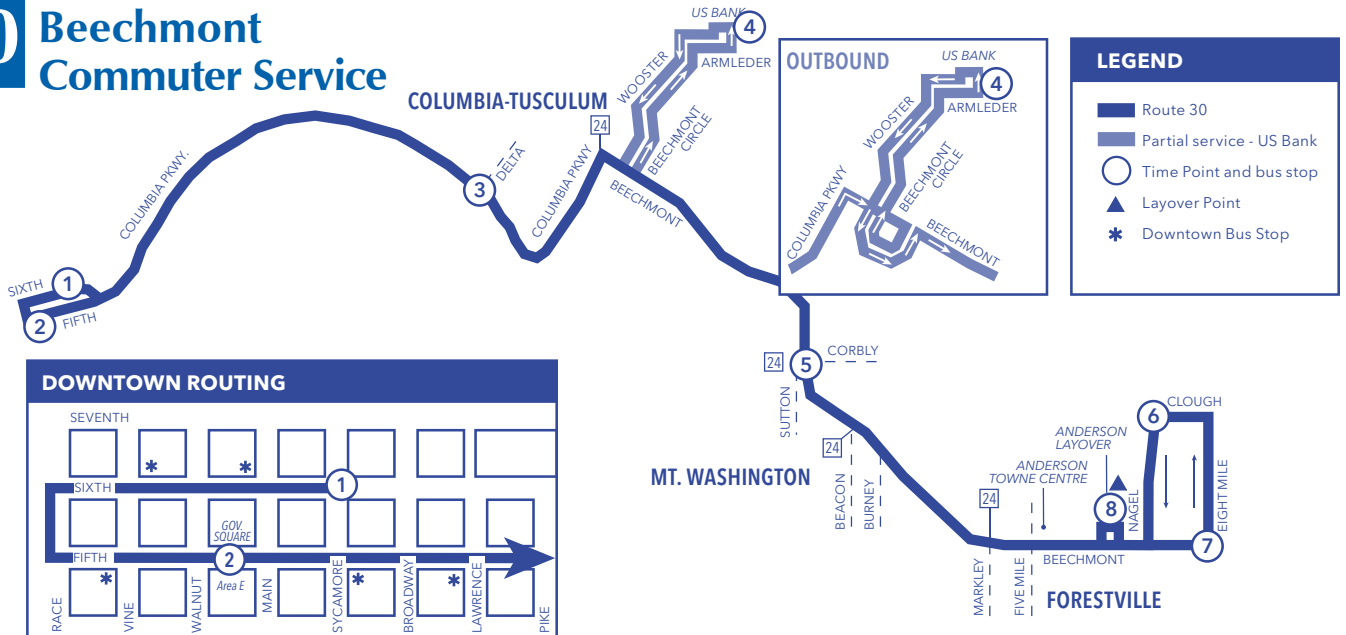 0
Beechmont
Commuter Service
US BANK
4
ARMLEDER
WOOSTER
BEECHMONT
CIRCLE
COLUMBIA-TUSCULUM
24
COLUMBIA PKWY.
3
DELTA
COLUMBIA PKWY
BEECHMONT
SIXTH
1
2
FIFTH
OUTBOUND
US BANK
4
ARMLEDER
WOOSTER
BEECHMONT
CIRCLE
COLUMBIA PKWY
BEECHMONT
LEGEND
Route 30
Partial service - US Bank
Time Point and bus stop
Layover Point
* Downtown Bus Stop
24
5
CORBLY
SUTTON
24
MT. WASHINGTON
BEACON
BURNEY
6
CLOUGH
ANDERSON
LAYOVER
ANDERSON
TOWNE CENTRE
24
8
NAGEL
EIGHT MILE
7
BEECHMONT
MARKLEY
FIVE MILE
FORESTVILLE
DOWNTOWN ROUTING
SEVENTH
* *
SIXTH
1
GOV.
SQUARE
FIFTH
2
Area E
* * *
RACE
VINE
WALNUT
MAIN
SYCAMORE
BROADWAY
LAWRENCE
PIKE